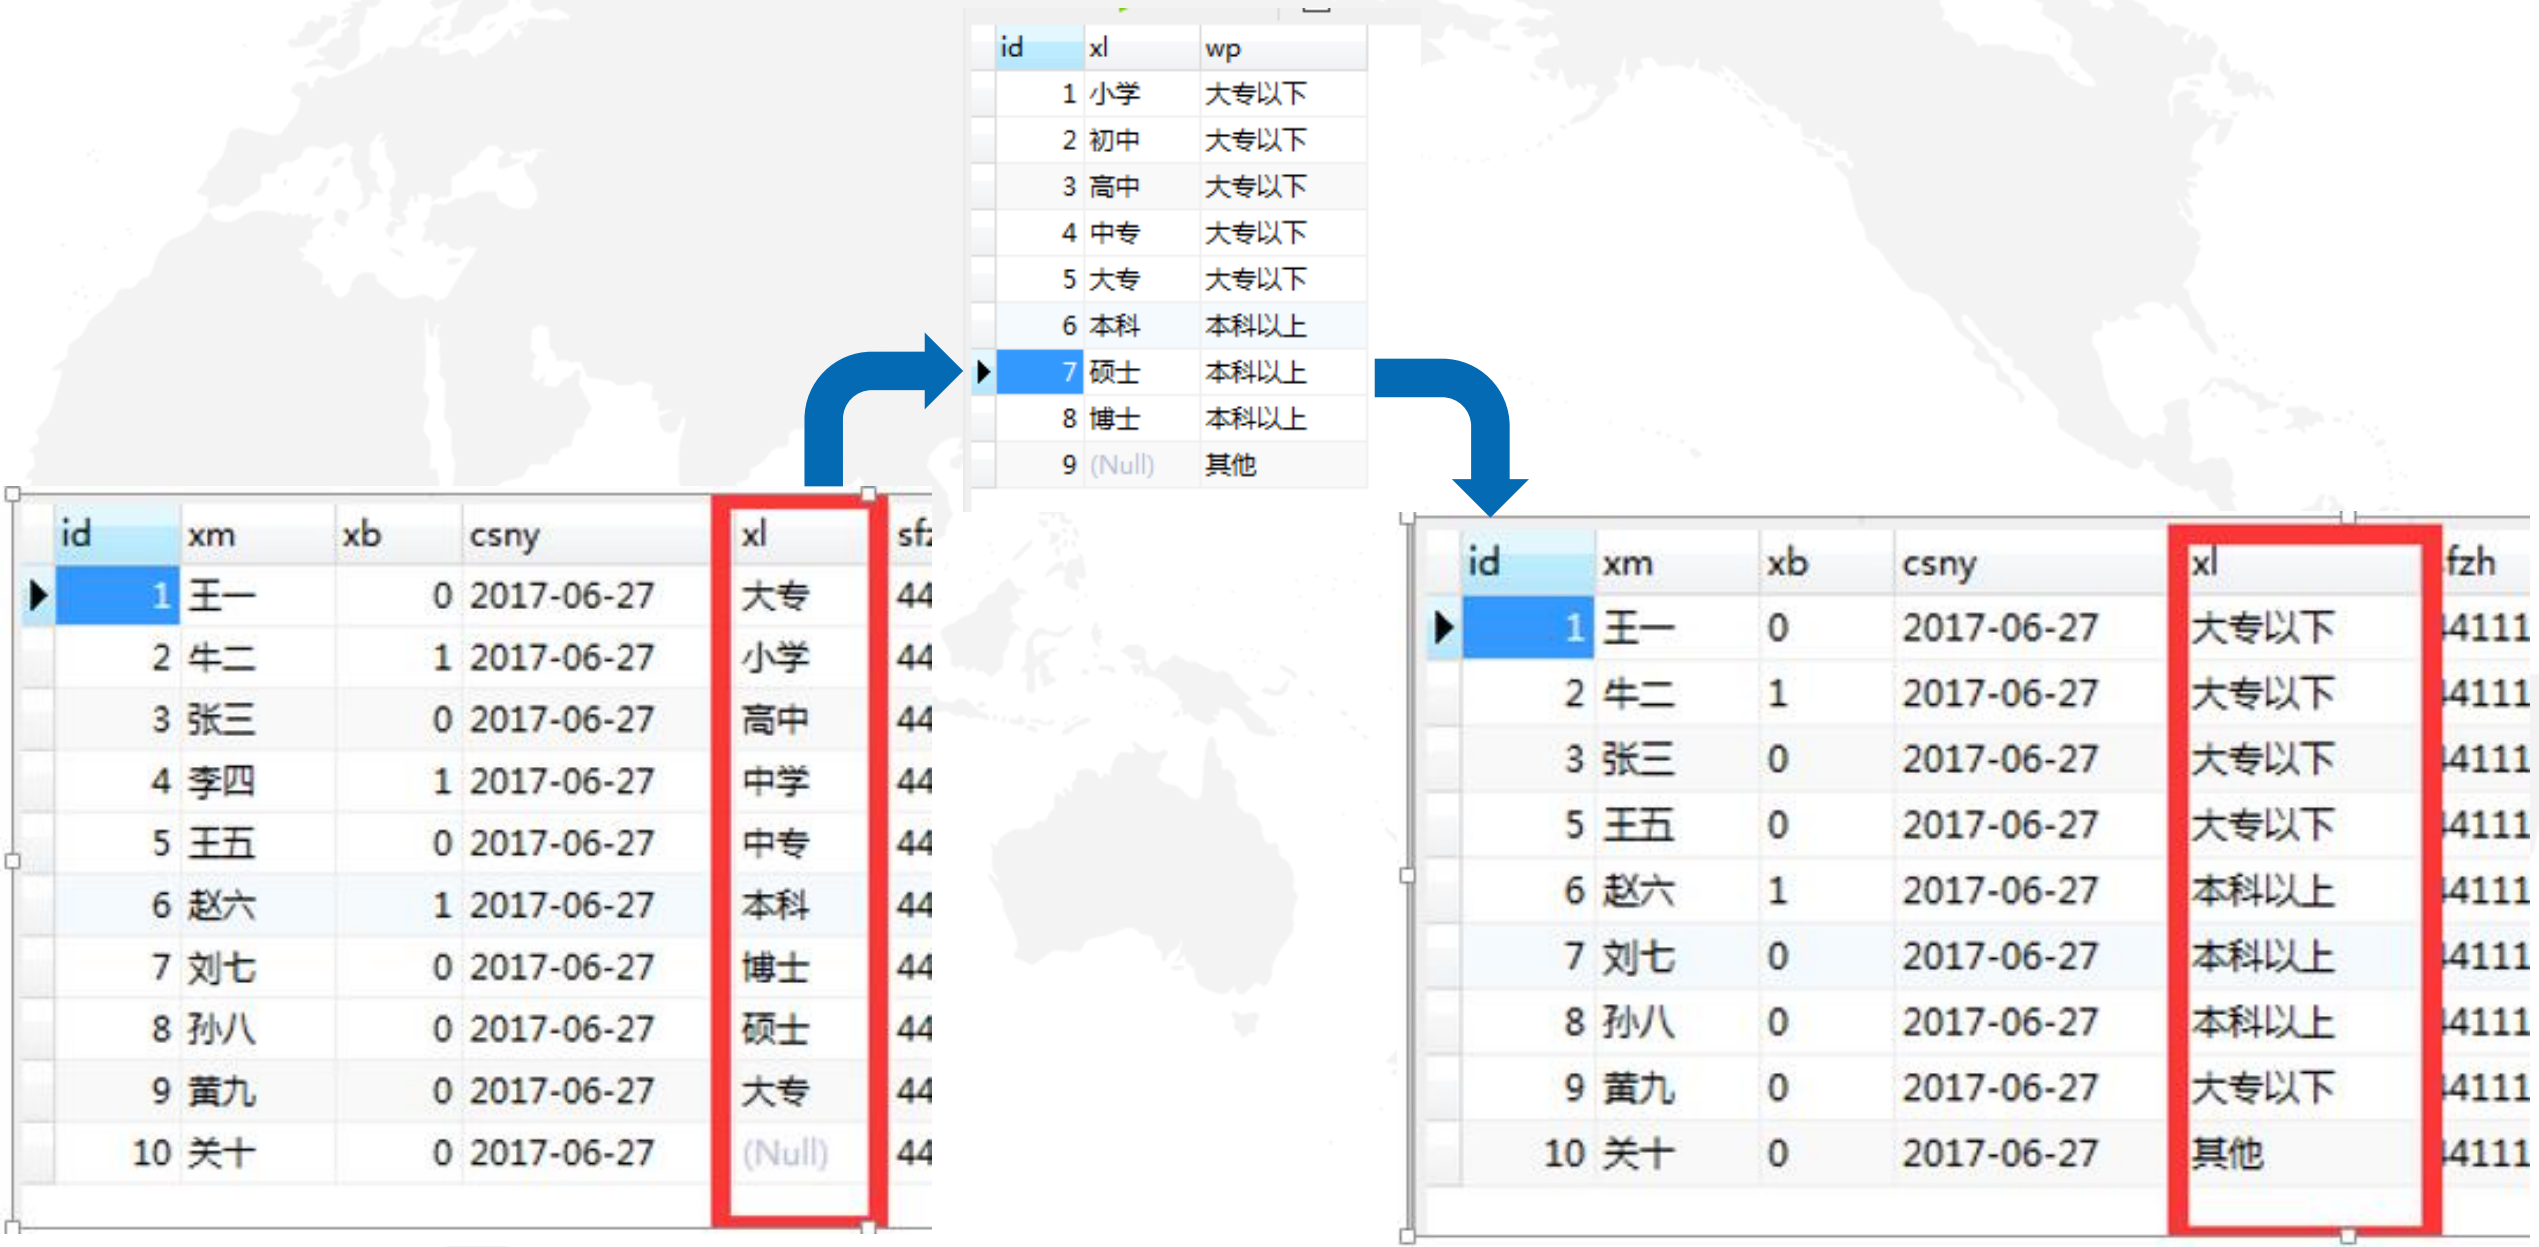 id xl wp
1 小学 大专以下
2 初中 大专以下
3 高中 大专以下
4 中专 大专以下
5 大专 大专以下
6 本科 本科以上
7 硕士 本科以上
8 博士 本科以上
9 (Null) 其他
id xm xb csny xl sf
1 王一 0 2017-06-27 大专 44
2 牛二 1 2017-06-27 小学 44
3 张三 0 2017-06-27 高中 44
4 李四 1 2017-06-27 中学 44
5 王五 0 2017-06-27 中专 44
6 赵六 1 2017-06-27 本科 44
7 刘七 0 2017-06-27 博士 44
8 孙八 0 2017-06-27 硕士 44
9 黄九 0 2017-06-27 大专 44
10 关十 0 2017-06-27 (Null) 44
id xm xb csny xl fzh
1 王一 0 2017-06-27 大专以下 44111
2 牛二 1 2017-06-27 大专以下 44111
3 张三 0 2017-06-27 大专以下 44111
5 王五 0 2017-06-27 大专以下 44111
6 赵六 1 2017-06-27 本科以上 44111
7 刘七 0 2017-06-27 本科以上 44111
8 孙八 0 2017-06-27 本科以上 44111
9 黄九 0 2017-06-27 大专以下 44111
10 关十 0 2017-06-27 其他 44111